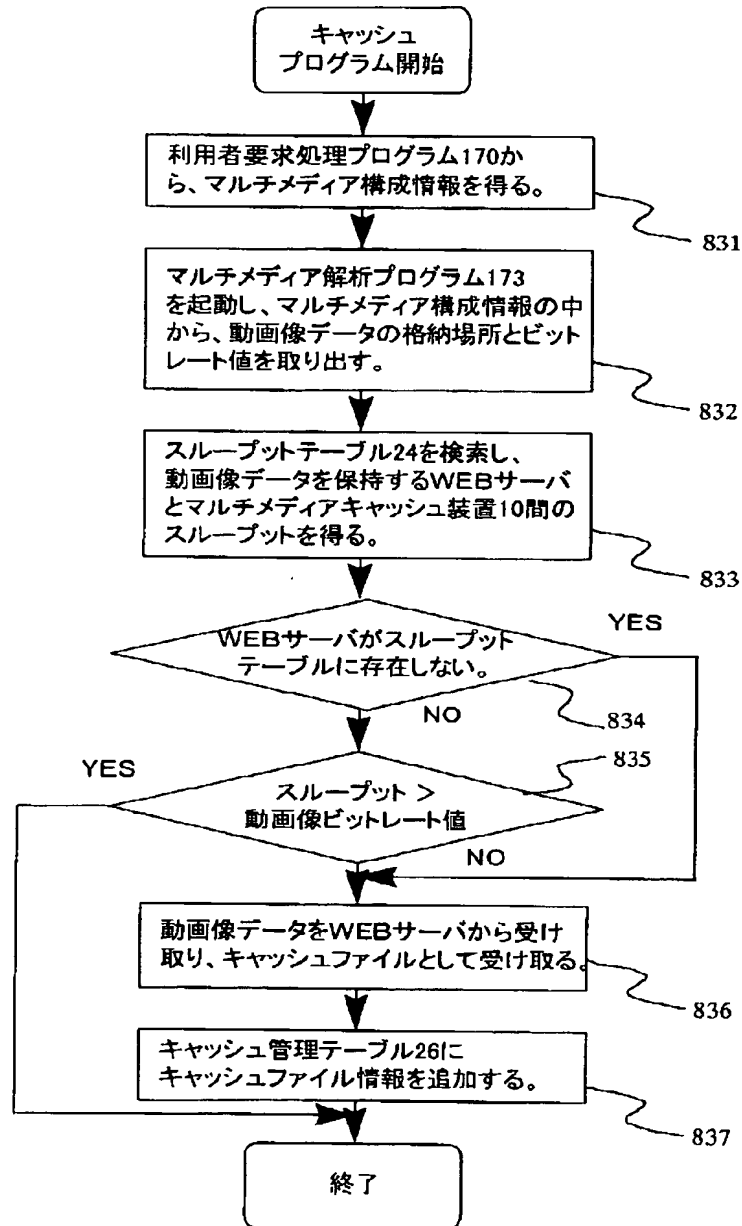 キャッシュ
プログラム開始
利用者要求処理プログラム170か
ら、マルチメディア構成情報を得る。
831
マルチメディア解析プログラム173
を起動し、マルチメディア構成情報の中
から、動画像データの格納場所とビット
レート値を取り出す。
832
スループットテーブル24を検索し、
動画像データを保持するWEBサーバ
とマルチメディアキャッシュ装置10間の
スループットを得る。
833
WEBサーバがスループット
テーブルに存在しない。
YES
NO
834
835
YES
スループット >
動画像ビットレート値
NO
動画像データをWEBサーバから受け
取り、キャッシュファイルとして受け取る。
836
キャッシュ管理テーブル26に
キャッシュファイル情報を追加する。
837
終了